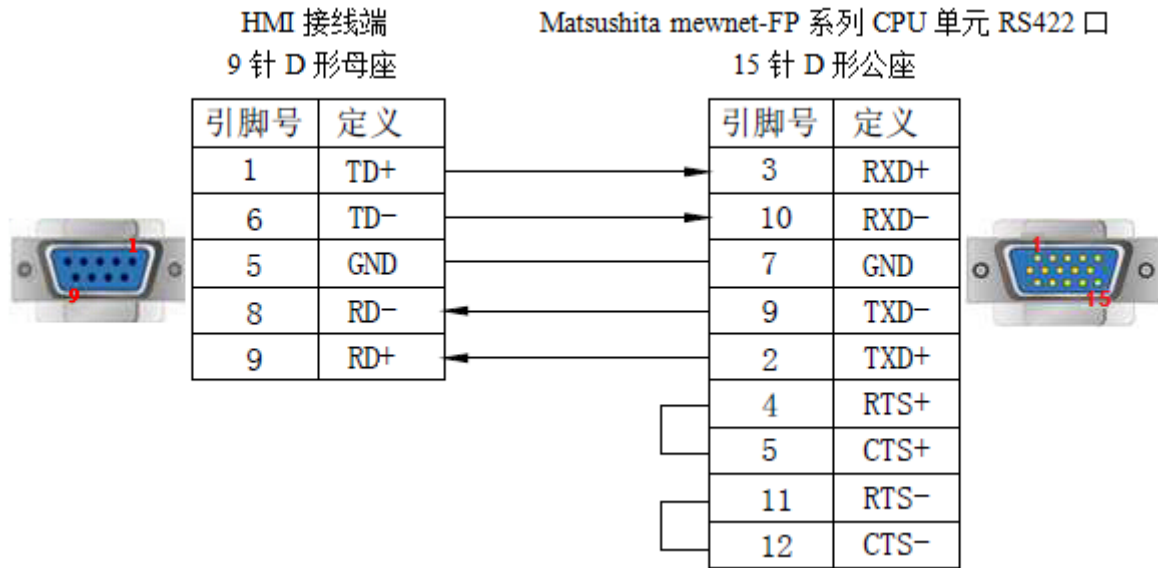 HMI 接线端
9 针 D 形母座
Matsushita mewnet-FP 系列 CPU 单元 RS422 口
15 针 D 形公座
引脚号 定义
1 TD+
6 TD-
5 GND
8 RD-
9 RD+
引脚号 定义
3 RXD+
10 RXD-
7 GND
9 TXD-
2 TXD+
4 RTS+
5 CTS+
11 RTS-
12 CTS-
1
9
1
15